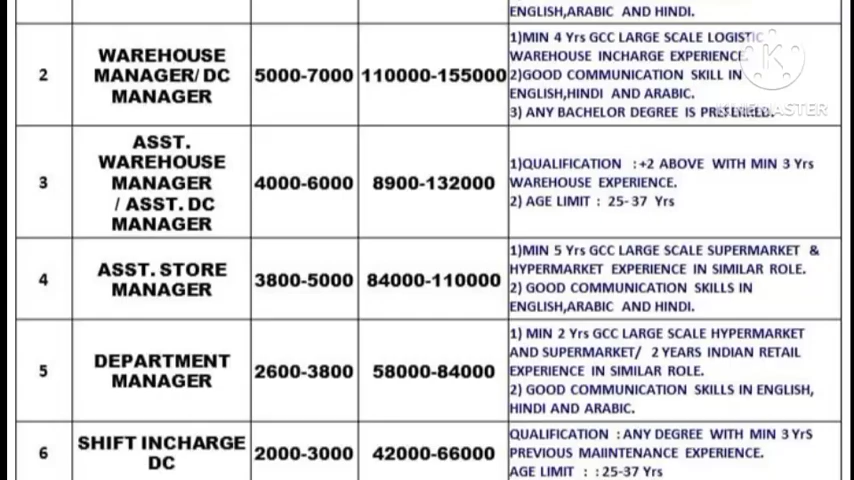 ENGLISH,ARABIC AND HINDI.
2
WAREHOUSE
MANAGER/ DC
MANAGER
5000-7000
110000-155000
1)MIN 4 Yrs GCC LARGE SCALE LOGISTIC
WAREHOUSE INCHARGE EXPERIENCE.
2)GOOD COMMUNICATION SKILL IN
ENGLISH,HINDI AND ARABIC.
3) ANY BACHELOR DEGREE IS PREFERRED.
3
ASST.
WAREHOUSE
MANAGER
/ ASST. DC
MANAGER
4000-6000
8900-132000
1)QUALIFICATION :+2 ABOVE WITH MIN 3 Yrs
WAREHOUSE EXPERIENCE.
2) AGE LIMIT : 25-37 Yrs
4
ASST. STORE
MANAGER
3800-5000
84000-110000
1)MIN 5 Yrs GCC LARGE SCALE SUPERMARKET &
HYPERMARKET EXPERIENCE IN SIMILAR ROLE.
2) GOOD COMMUNICATION SKILLS IN
ENGLISH,ARABIC AND HINDI.
5
DEPARTMENT
MANAGER
2600-3800
58000-84000
1) MIN 2 Yrs GCC LARGE SCALE HYPERMARKET
AND SUPERMARKET/ 2 YEARS INDIAN RETAIL
EXPERIENCE IN SIMILAR ROLE.
2) GOOD COMMUNICATION SKILLS IN ENGLISH,
HINDI AND ARABIC.
6
SHIFT INCHARGE
DC
2000-3000
42000-66000
QUALIFICATION : ANY DEGREE WITH MIN 3 YrS
PREVIOUS MAIINTENANCE EXPERIENCE.
AGE LIMIT : :25-37 Yrs
K